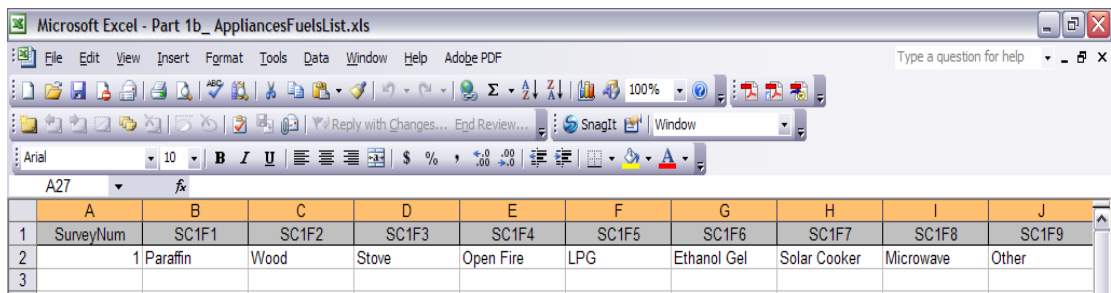 Microsoft Excel - Part 1b_ AppliancesFuelsList.xls
File Edit View Insert Format Tools Data Window Help Adobe PDF Type a question for help
ABC 100%
Reply with Changes... End Review... SnagIt Window
Arial 10 B I U $ % , .00 .00 A
A27 fx
A B C D E F G H I J
1 SurveyNum SC1F1 SC1F2 SC1F3 SC1F4 SC1F5 SC1F6 SC1F7 SC1F8 SC1F9
2 1 Paraffin Wood Stove Open Fire LPG Ethanol Gel Solar Cooker Microwave Other
3